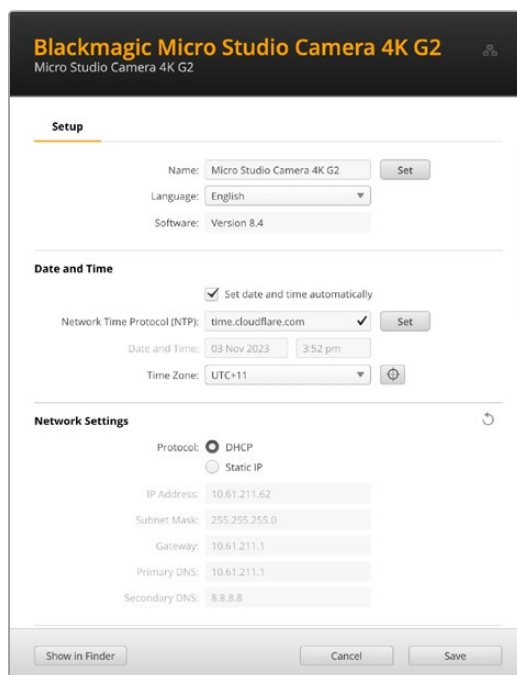 Blackmagic Micro Studio Camera 4K G2
Micro Studio Camera 4K G2
Setup
Name: Micro Studio Camera 4K G2 Set
Language: English
Software: Version 8.4
Date and Time
Set date and time automatically
Network Time Protocol (NTP): time.cloudflare.com Set
Date and Time: 03 Nov 2023 3:52 pm
Time Zone: UTC+11
Network Settings
Protocol: DHCP
Static IP
IP Address: 10.61.211.62
Subnet Mask: 255.255.255.0
Gateway: 10.61.211.1
Primary DNS: 10.61.211.1
Secondary DNS: 8.8.8.8
Show in Finder Cancel Save